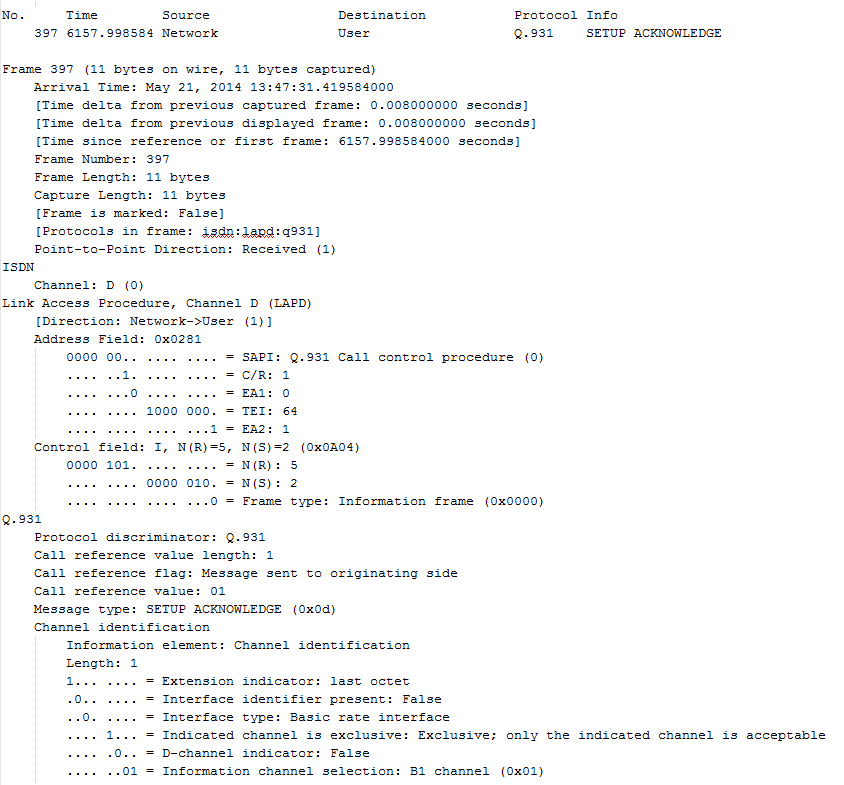 No. Time Source Destination Protocol Info
397 6157.998584 Network User Q.931 SETUP ACKNOWLEDGE
Frame 397 (11 bytes on wire, 11 bytes captured)
Arrival Time: May 21, 2014 13:47:31.419584000
[Time delta from previous captured frame: 0.008000000 seconds]
[Time delta from previous displayed frame: 0.008000000 seconds]
[Time since reference or first frame: 6157.998584000 seconds]
Frame Number: 397
Frame Length: 11 bytes
Capture Length: 11 bytes
[Frame is marked: False]
[Protocols in frame: isdn:lapd:q931]
Point-to-Point Direction: Received (1)
ISDN
Channel: D (0)
Link Access Procedure, Channel D (LAPD)
[Direction: Network->User (1)]
Address Field: 0x0281
0000 00.. .... .... = SAPI: Q.931 Call control procedure (0)
.... ..1. .... .... = C/R: 1
.... ...0 .... .... = EA1: 0
.... .... 1000 000. = TEI: 64
.... .... .... ...1 = EA2: 1
Control field: I, N(R)=5, N(S)=2 (0x0A04)
0000 101. .... .... = N(R): 5
.... .... 0000 010. = N(S): 2
.... .... .... ...0 = Frame type: Information frame (0x0000)
Q.931
Protocol discriminator: Q.931
Call reference value length: 1
Call reference flag: Message sent to originating side
Call reference value: 01
Message type: SETUP ACKNOWLEDGE (0x0d)
Channel identification
Information element: Channel identification
Length: 1
1... .... = Extension indicator: last octet
.0.. .... = Interface identifier present: False
..0. .... = Interface type: Basic rate interface
.... 1... = Indicated channel is exclusive: Exclusive; only the indicated channel is acceptable
.... .0.. = D-channel indicator: False
.... ..01 = Information channel selection: B1 channel (0x01)